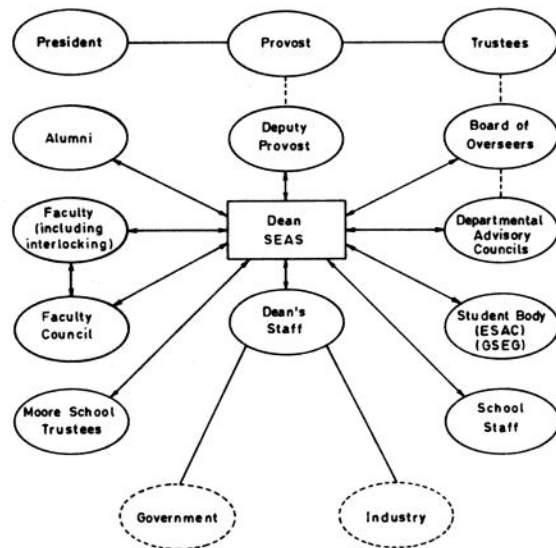 President
Provost
Trustees
Alumni
Deputy
Provost
Board of
Overseers
Faculty
(including
interlocking)
Dean
SEAS
Departmental
Advisory
Councils
Faculty
Council
Dean's
Staff
Student Body
(ESAC)
(GSEG)
Moore School
Trustees
School
Staff
Government
Industry